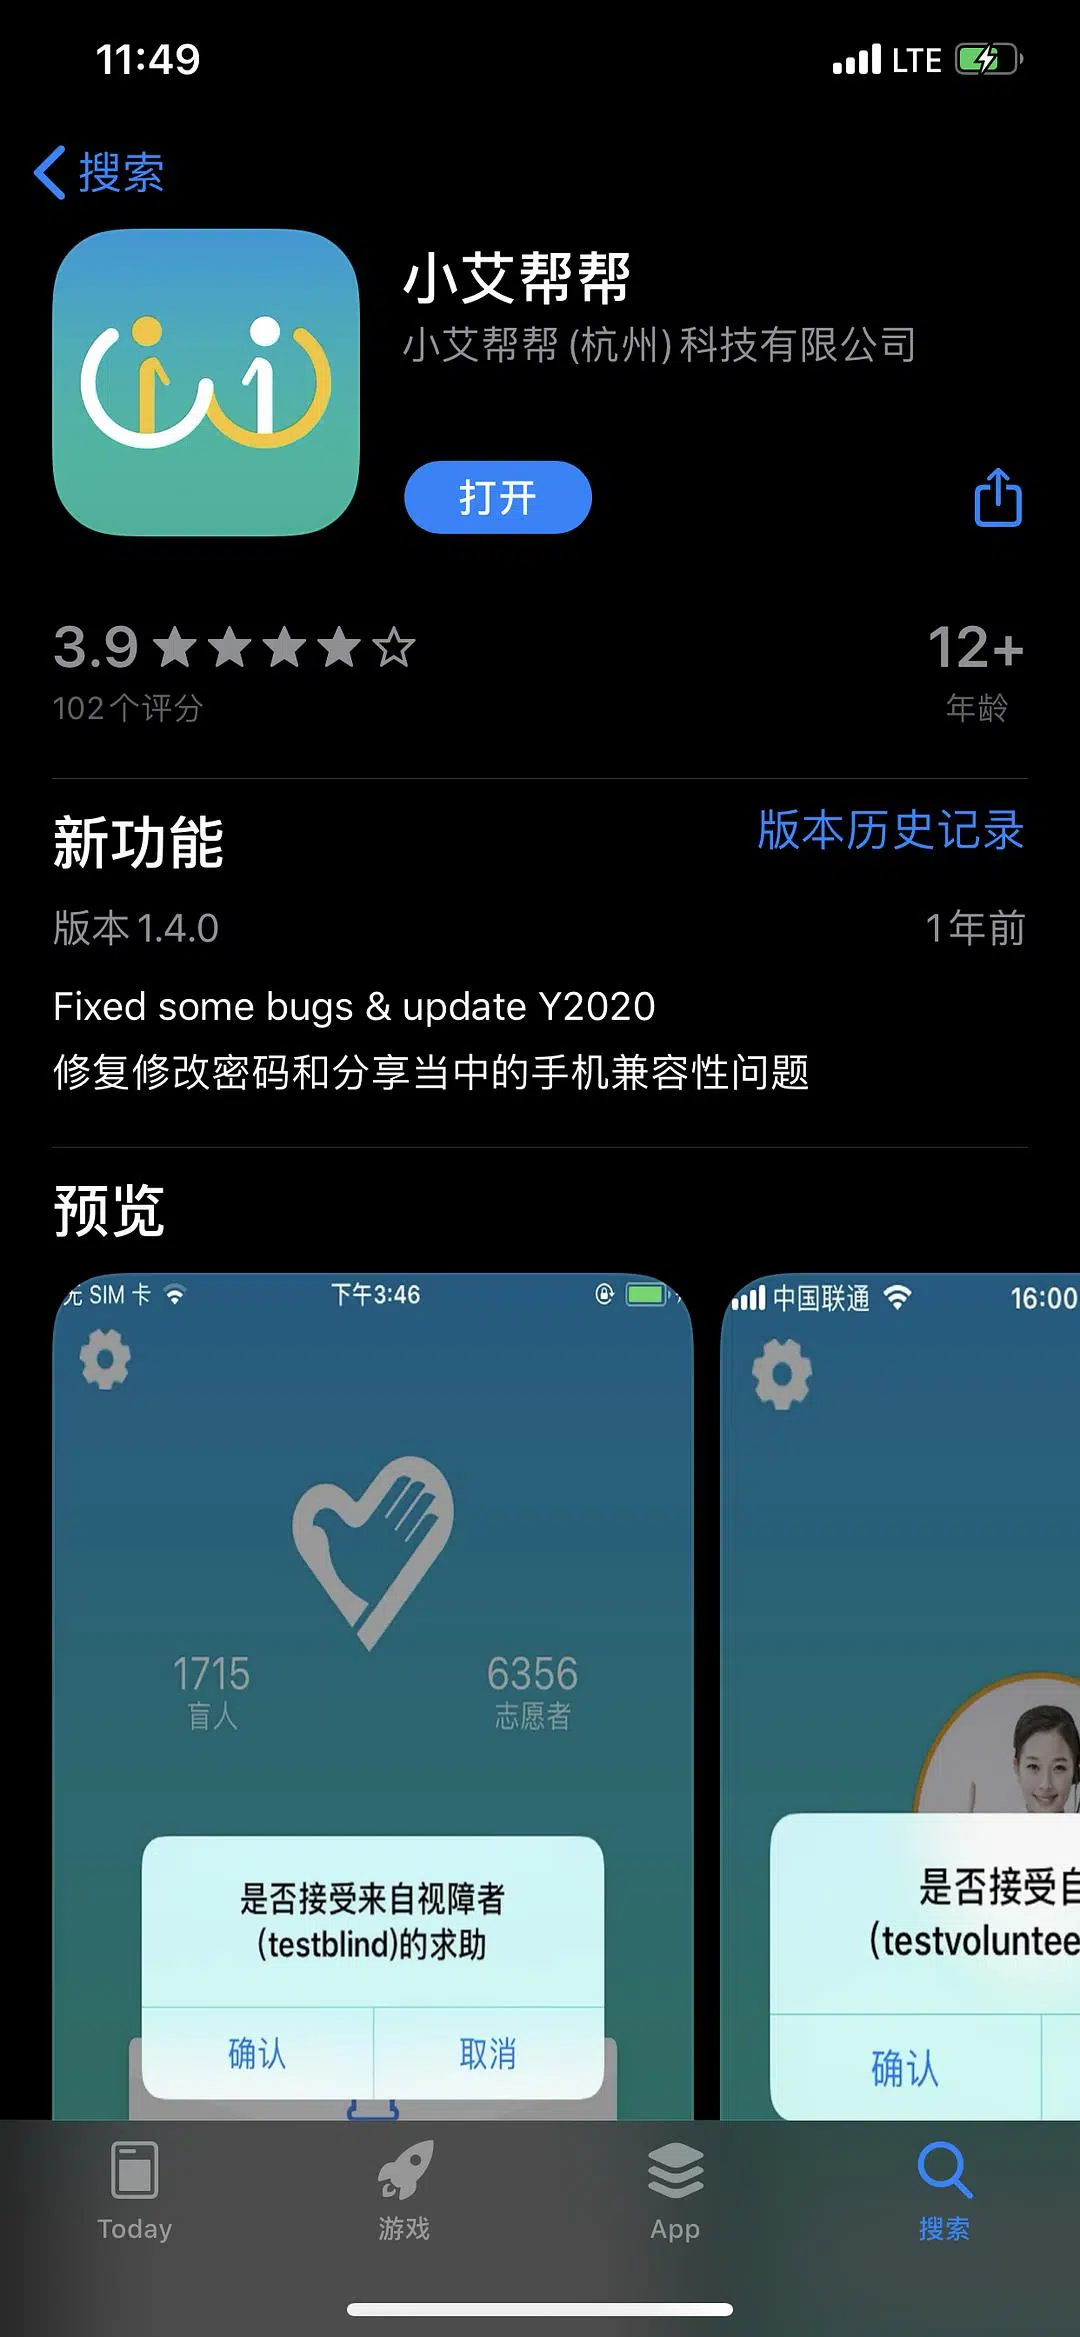 11:49
LTE
搜索
小艾帮帮
小艾帮帮(杭州)科技有限公司
打开
3.9
12+
102个评分
年龄
新功能
版本历史记录
版本1.4.0
1年前
Fixed some bugs & update Y2020
修复修改密码和分享当中的手机兼容性问题
预览
SIM 卡
下午3:46
中国联通
16:00
1715
6356
盲人
志愿者
是否接受来自视障者
(testblind)的求助
确认
取消
是否接受自
(testvoluntee
确认
Today
游戏
App
搜索